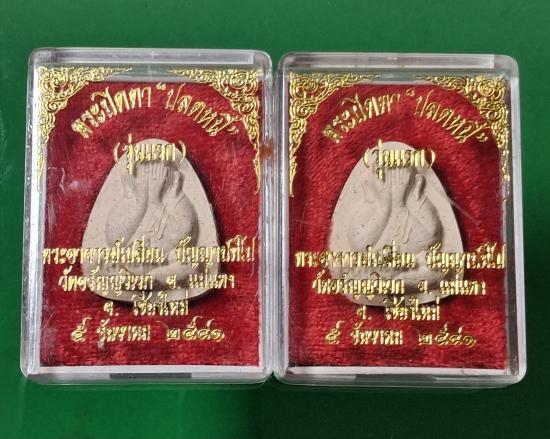 พระปิดตา "ปลดหนี้"
(รุ่นแรก)
พระอาจารย์เปลี่ยน ปัญญาปทีโป
วัดอรัญญวิเวก อ. แม่แตง
จ. เชียงใหม่
๕ ธันวาคม ๒๕๔๑
พระปิดตา "ปลดหนี้"
(รุ่นแรก)
พระอาจารย์เปลี่ยน ปัญญาปทีโป
วัดอรัญญวิเวก อ. แม่แตง
จ. เชียงใหม่
๕ ธันวาคม ๒๕๔๑